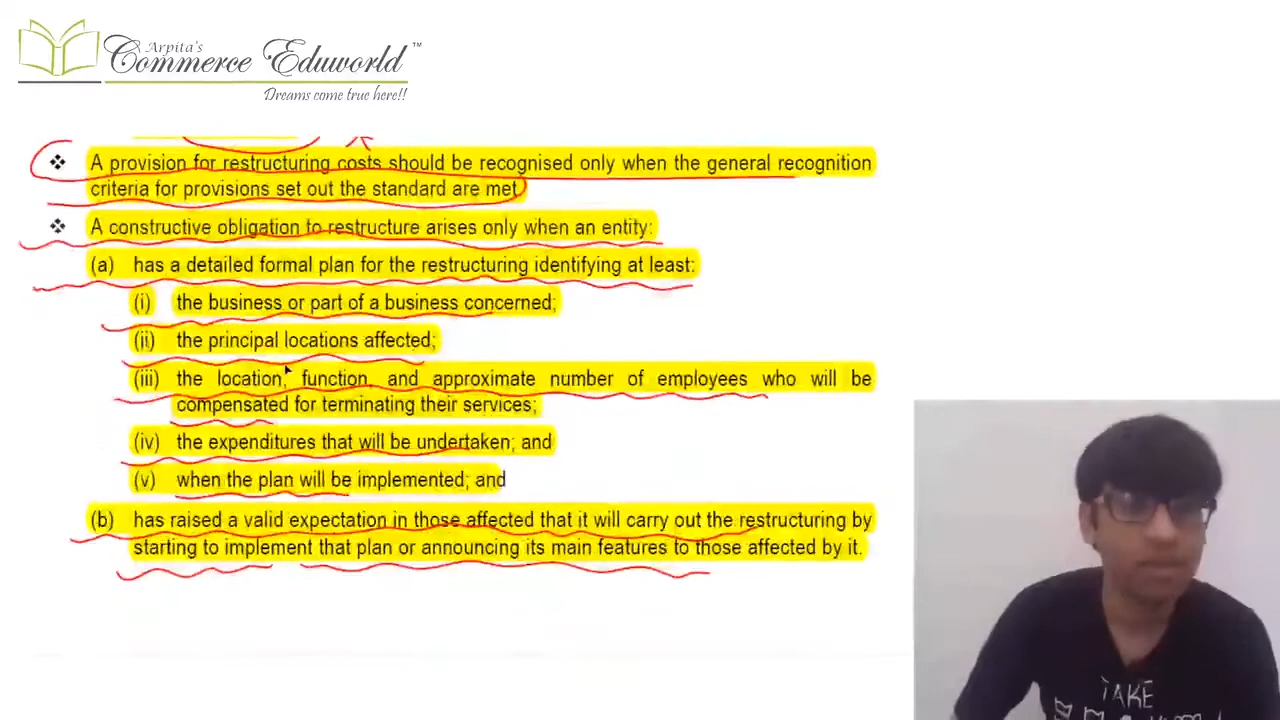 Arpita's
Commerce Eduworld™
Dreams come true here!!
❖ A provision for restructuring costs should be recognised only when the general recognition
criteria for provisions set out the standard are met
❖ A constructive obligation to restructure arises only when an entity:
(a) has a detailed formal plan for the restructuring identifying at least:
(i) the business or part of a business concerned;
(ii) the principal locations affected;
(iii) the location, function, and approximate number of employees who will be
compensated for terminating their services;
(iv) the expenditures that will be undertaken; and
(v) when the plan will be implemented; and
(b) has raised a valid expectation in those affected that it will carry out the restructuring by
starting to implement that plan or announcing its main features to those affected by it.
TAKE